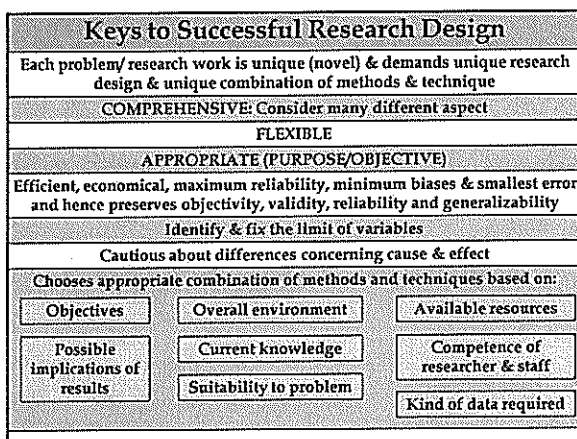 Keys to Successful Research Design
Each problem/ research work is unique (novel) & demands unique research
design & unique combination of methods & technique
COMPREHENSIVE: Consider many different aspect
FLEXIBLE
APPROPRIATE (PURPOSE/OBJECTIVE)
Efficient, economical, maximum reliability, minimum biases & smallest error
and hence preserves objectivity, validity, reliability and generalizability
Identify & fix the limit of variables
Cautious about differences concerning cause & effect
Chooses appropriate combination of methods and techniques based on:
Objectives
Possible
implications of
results
Overall environment
Current knowledge
Suitability to problem
Available resources
Competence of
researcher & staff
Kind of data required